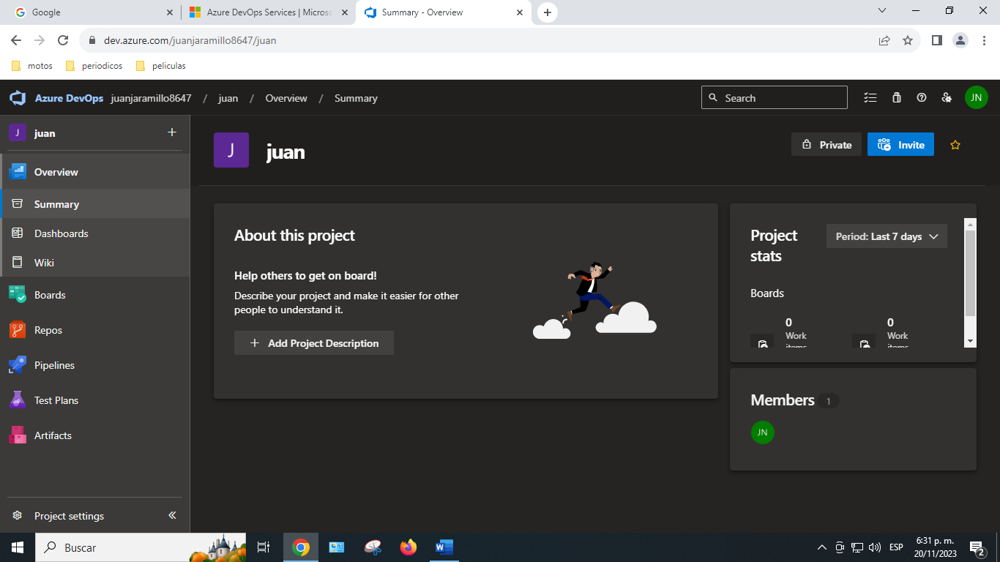 Google
Azure DevOps Services | Microsc
Summary - Overview
dev.azure.com/juanjaramillo8647/juan
motos
periodicos
peliculas
Azure DevOps juanjaramillo8647 / juan / Overview / Summary
Search
JN
J
juan
Overview
Summary
Dashboards
Wiki
Boards
Repos
Pipelines
Test Plans
Artifacts
Project settings
J
juan
Private
Invite
About this project
Help others to get on board!
Describe your project and make it easier for other
people to understand it.
Add Project Description
Project
stats
Period: Last 7 days
Boards
0
Work
items
0
Work
items
Members 1
JN
Buscar
W
ESP
6:31 p. m.
20/11/2023
2